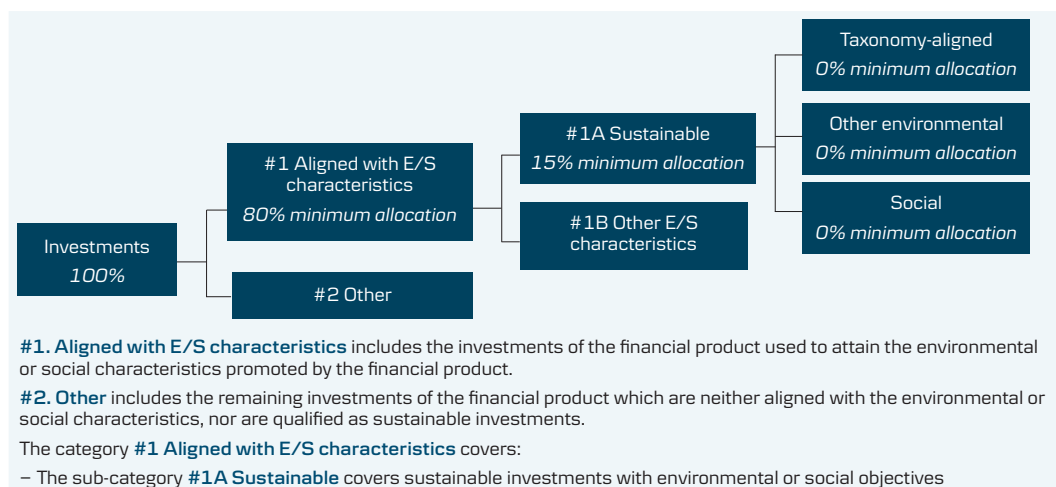 Taxonomy-aligned
0% minimum allocation
Other environmental
0% minimum allocation
#1A Sustainable
15% minimum allocation
#1 Aligned with E/S
characteristics
80% minimum allocation
Social
0% minimum allocation
#1B Other E/S
characteristics
Investments
100%
#2 Other
#1. Aligned with E/S characteristics includes the investments of the financial product used to attain the environmental
or social characteristics promoted by the financial product.
#2. Other includes the remaining investments of the financial product which are neither aligned with the environmental or
social characteristics, nor are qualified as sustainable investments.
The category #1 Aligned with E/S characteristics covers:
– The sub-category #1A Sustainable covers sustainable investments with environmental or social objectives